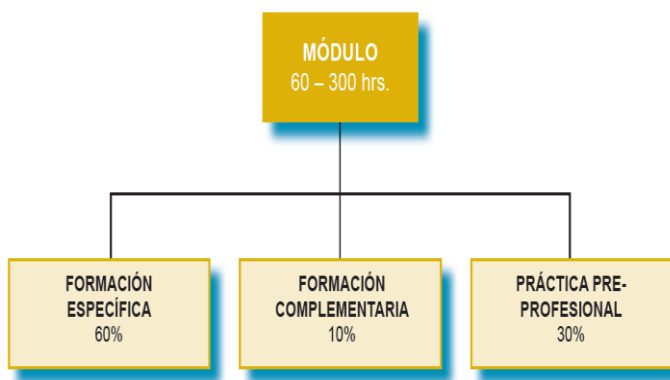 MÓDULO
60 – 300 hrs.
FORMACIÓN
ESPECÍFICA
60%
FORMACIÓN
COMPLEMENTARIA
10%
PRÁCTICA PRE-
PROFESIONAL
30%